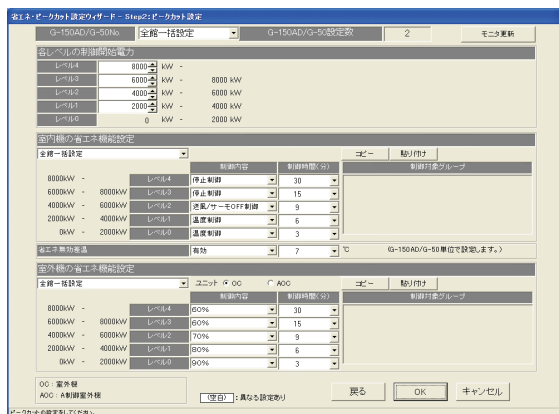 省エネ・ピークカット設定ウィザード － Step2：ピークカット設定
G-150AD/G-50No. 全館一括設定 G-150AD/G-50設定数 2 モニタ更新
各レベルの制御開始電力
レベル4 8000 kW -
レベル3 6000 kW - 8000 kW
レベル2 4000 kW - 6000 kW
レベル1 2000 kW - 4000 kW
レベル0 0 kW - 2000 kW
室内機の省エネ機能設定
全館一括設定 コピー 貼り付け
制御内容 制御時間(分) 制御対象グループ
8000kW - レベル4 停止制御 30
6000kW - 8000kW レベル3 停止制御 15
4000kW - 6000kW レベル2 送風/サーモOFF制御 9
2000kW - 4000kW レベル1 温度制御 6
0kW - 2000kW レベル0 温度制御 3
省エネ無効差温 有効 7 ℃ (G-150AD/G-50単位で設定します。)
室外機の省エネ機能設定
全館一括設定 ユニット OC AOC コピー 貼り付け
制御内容 制御時間(分) 制御対象グループ
8000kW - レベル4 60% 30
6000kW - 8000kW レベル3 60% 15
4000kW - 6000kW レベル2 70% 9
2000kW - 4000kW レベル1 80% 6
0kW - 2000kW レベル0 90% 3
OC：室外機
AOC：A制御室外機
(空白)：異なる設定あり 戻る OK キャンセル
ピークカットの設定をしてください。